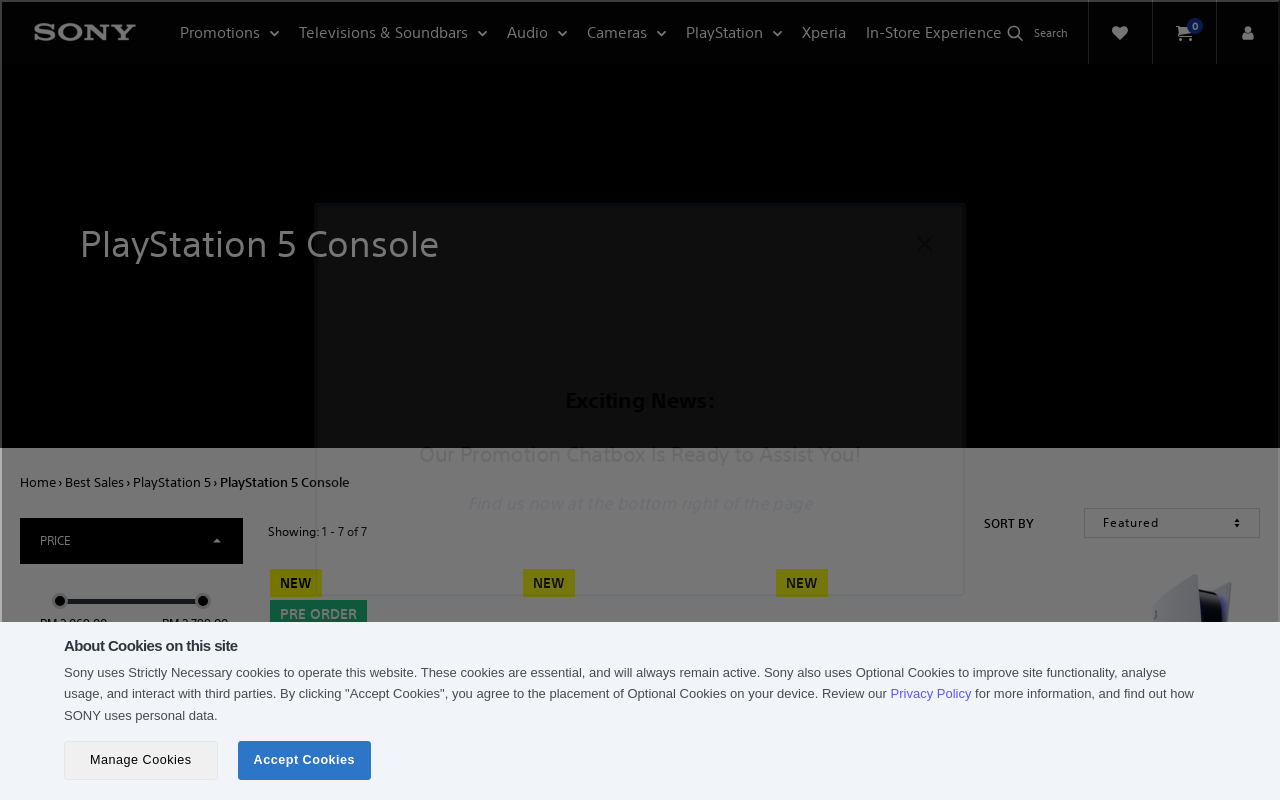 SONY
Promotions
Televisions & Soundbars
Audio
Cameras
PlayStation
Xperia
In-Store Experience
Search
0
PlayStation 5 Console
Exciting News:
Our Promotion Chatbox Is Ready to Assist You!
Find us now at the bottom right of the page
Home › Best Sales › PlayStation 5 › PlayStation 5 Console
PRICE
Showing: 1 - 7 of 7
SORT BY
Featured
NEW
NEW
NEW
PRE ORDER
About Cookies on this site
Sony uses Strictly Necessary cookies to operate this website. These cookies are essential, and will always remain active. Sony also uses Optional Cookies to improve site functionality, analyse
usage, and interact with third parties. By clicking "Accept Cookies", you agree to the placement of Optional Cookies on your device. Review our Privacy Policy for more information, and find out how
SONY uses personal data.
Manage Cookies
Accept Cookies